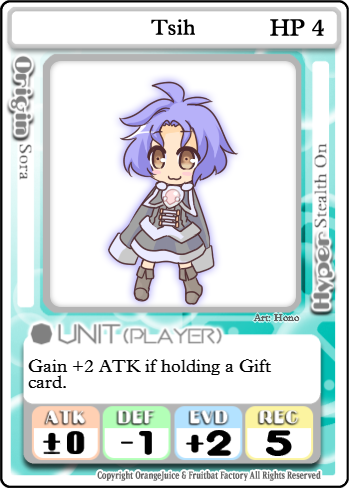 Tsih HP 4
Origin Sora
Hyper Stealth On
Art: Hono
UNIT (PLAYER)
Gain +2 ATK if holding a Gift
card.
ATK DEF EVD REC
±0 -1 +2 5
Copyright Orangejuice & Fruitbat Factory All Rights Reserved